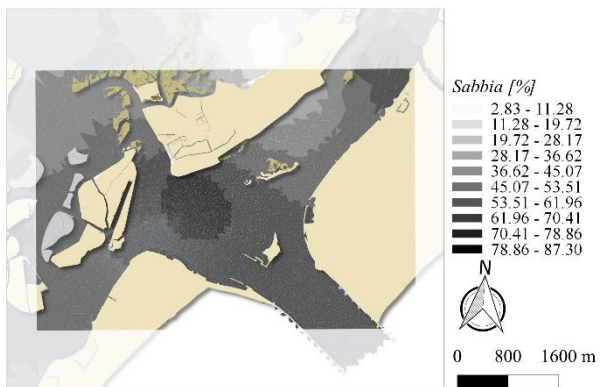 Sabbia [%]
2.83 - 11.28
11.28 - 19.72
19.72 - 28.17
28.17 - 36.62
36.62 - 45.07
45.07 - 53.51
53.51 - 61.96
61.96 - 70.41
70.41 - 78.86
78.86 - 87.30
N
0 800 1600 m